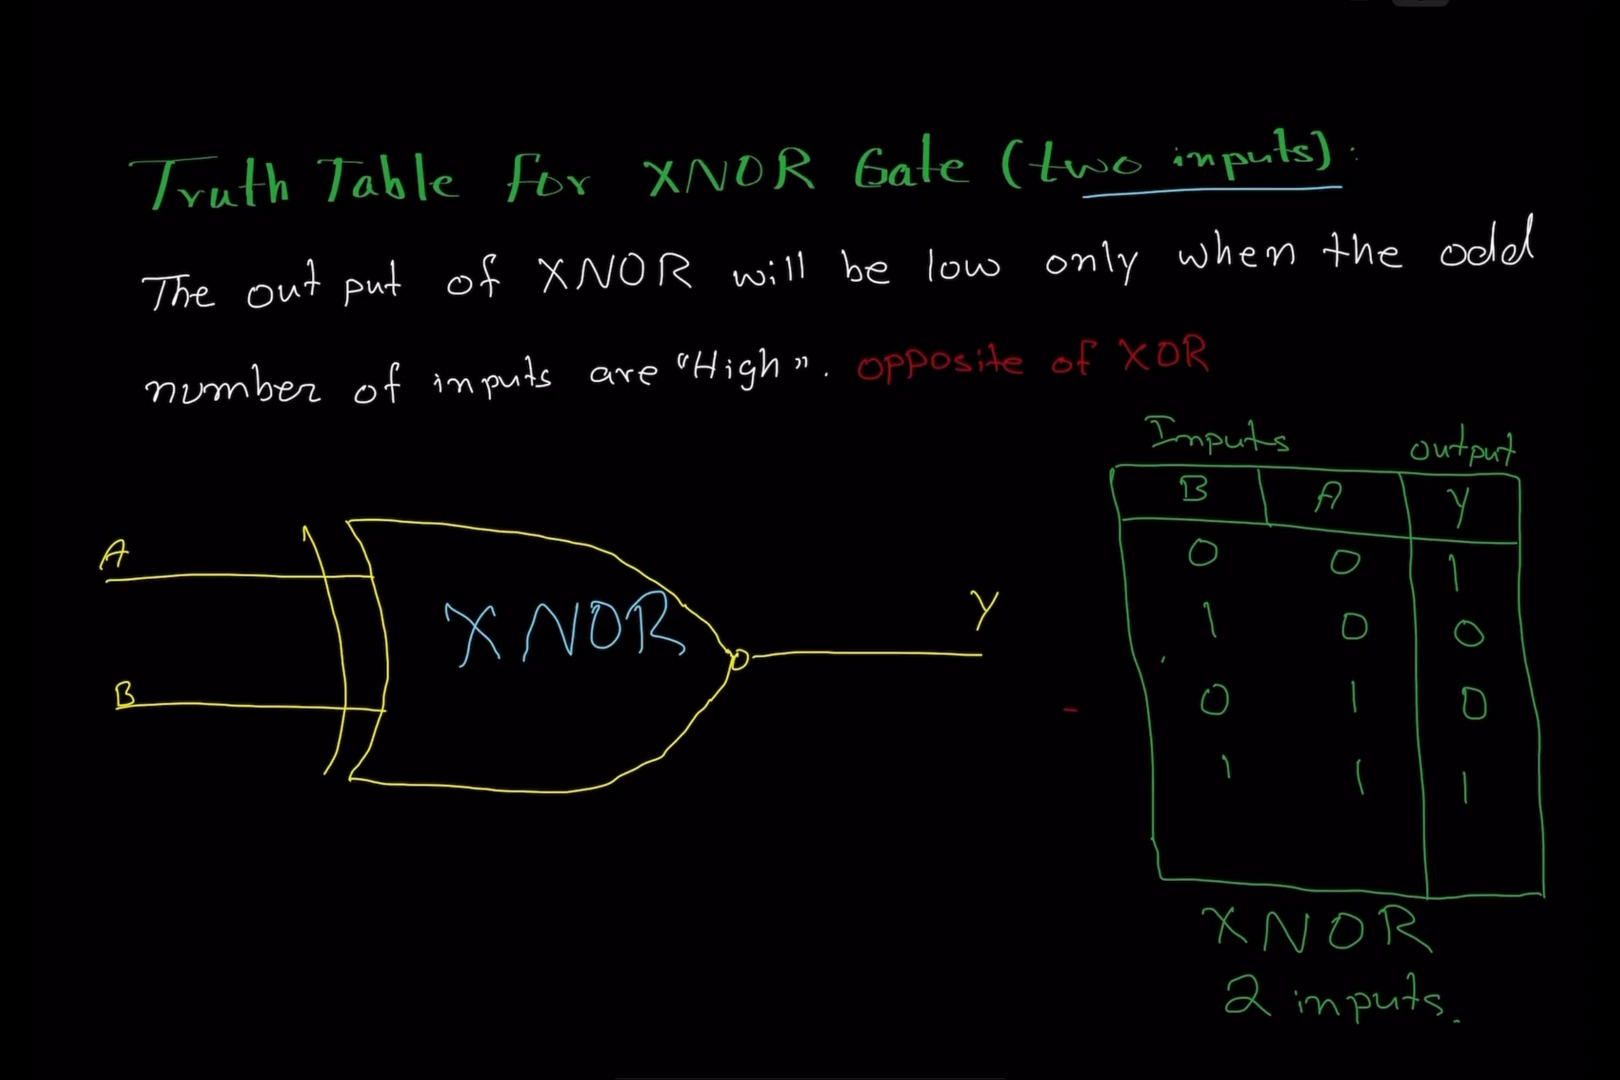 Truth Table for XNOR Gate (two inputs):
The out put of XNOR will be low only when the odd
number of inputs are "High". opposite of XOR
Inputs output
B A Y
0 0 1
1 0 0
0 1 0
1 1 1
XNOR
2 inputs.
A
B
XNOR
Y